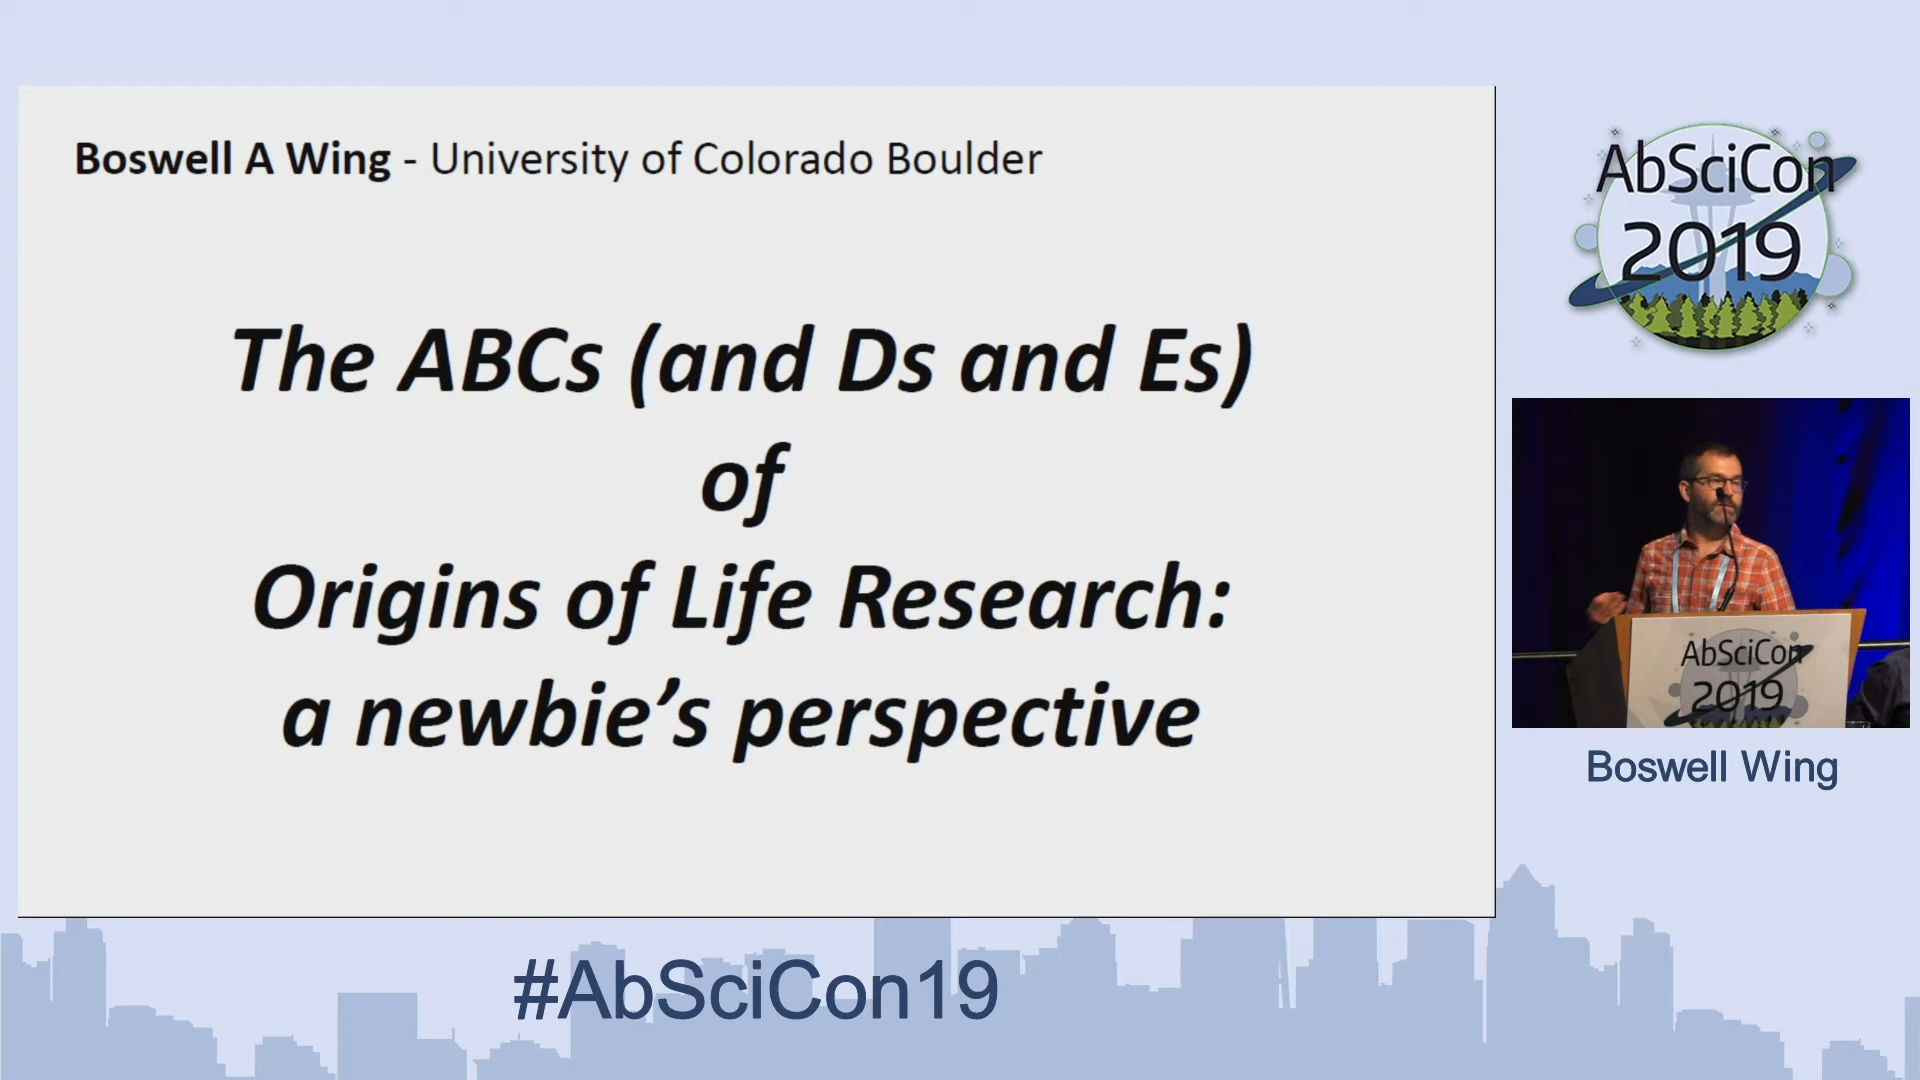 Boswell A Wing - University of Colorado Boulder
The ABCs (and Ds and Es)
of
Origins of Life Research:
a newbie's perspective
AbSciCon
2019
AbSciCon
2019
Boswell Wing
#AbSciCon19